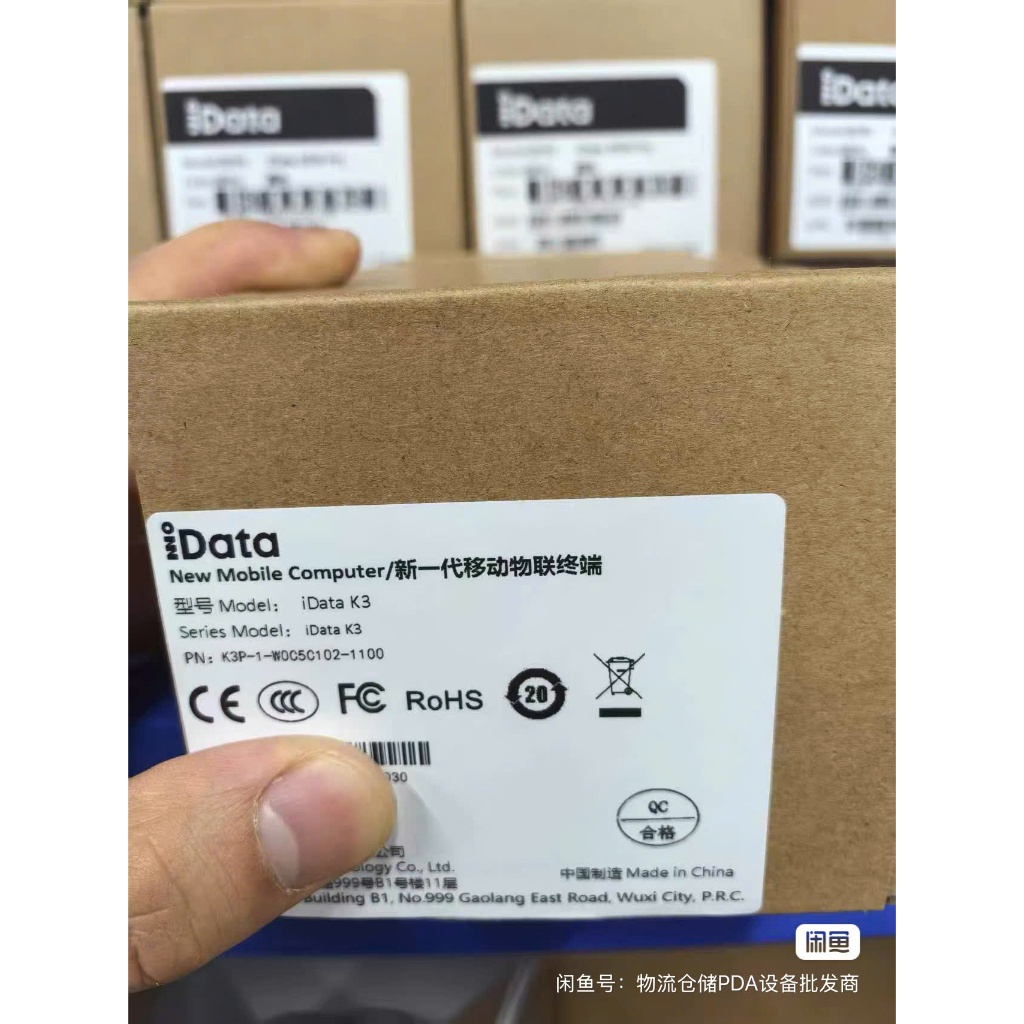 iData
iData
iData
iData
New Mobile Computer/新一代移动物联终端
型号 Model: iData K3
Series Model: iData K3
PN: K3P-1-W0C5C102-1100
CE CCC FC RoHS 20
030
QC
合格
公司
ology Co., Ltd.
999号B1号楼11层
中国制造 Made in China
Building B1, No.999 Gaolang East Road, Wuxi City, P.R.C.
闲鱼
闲鱼号：物流仓储PDA设备批发商